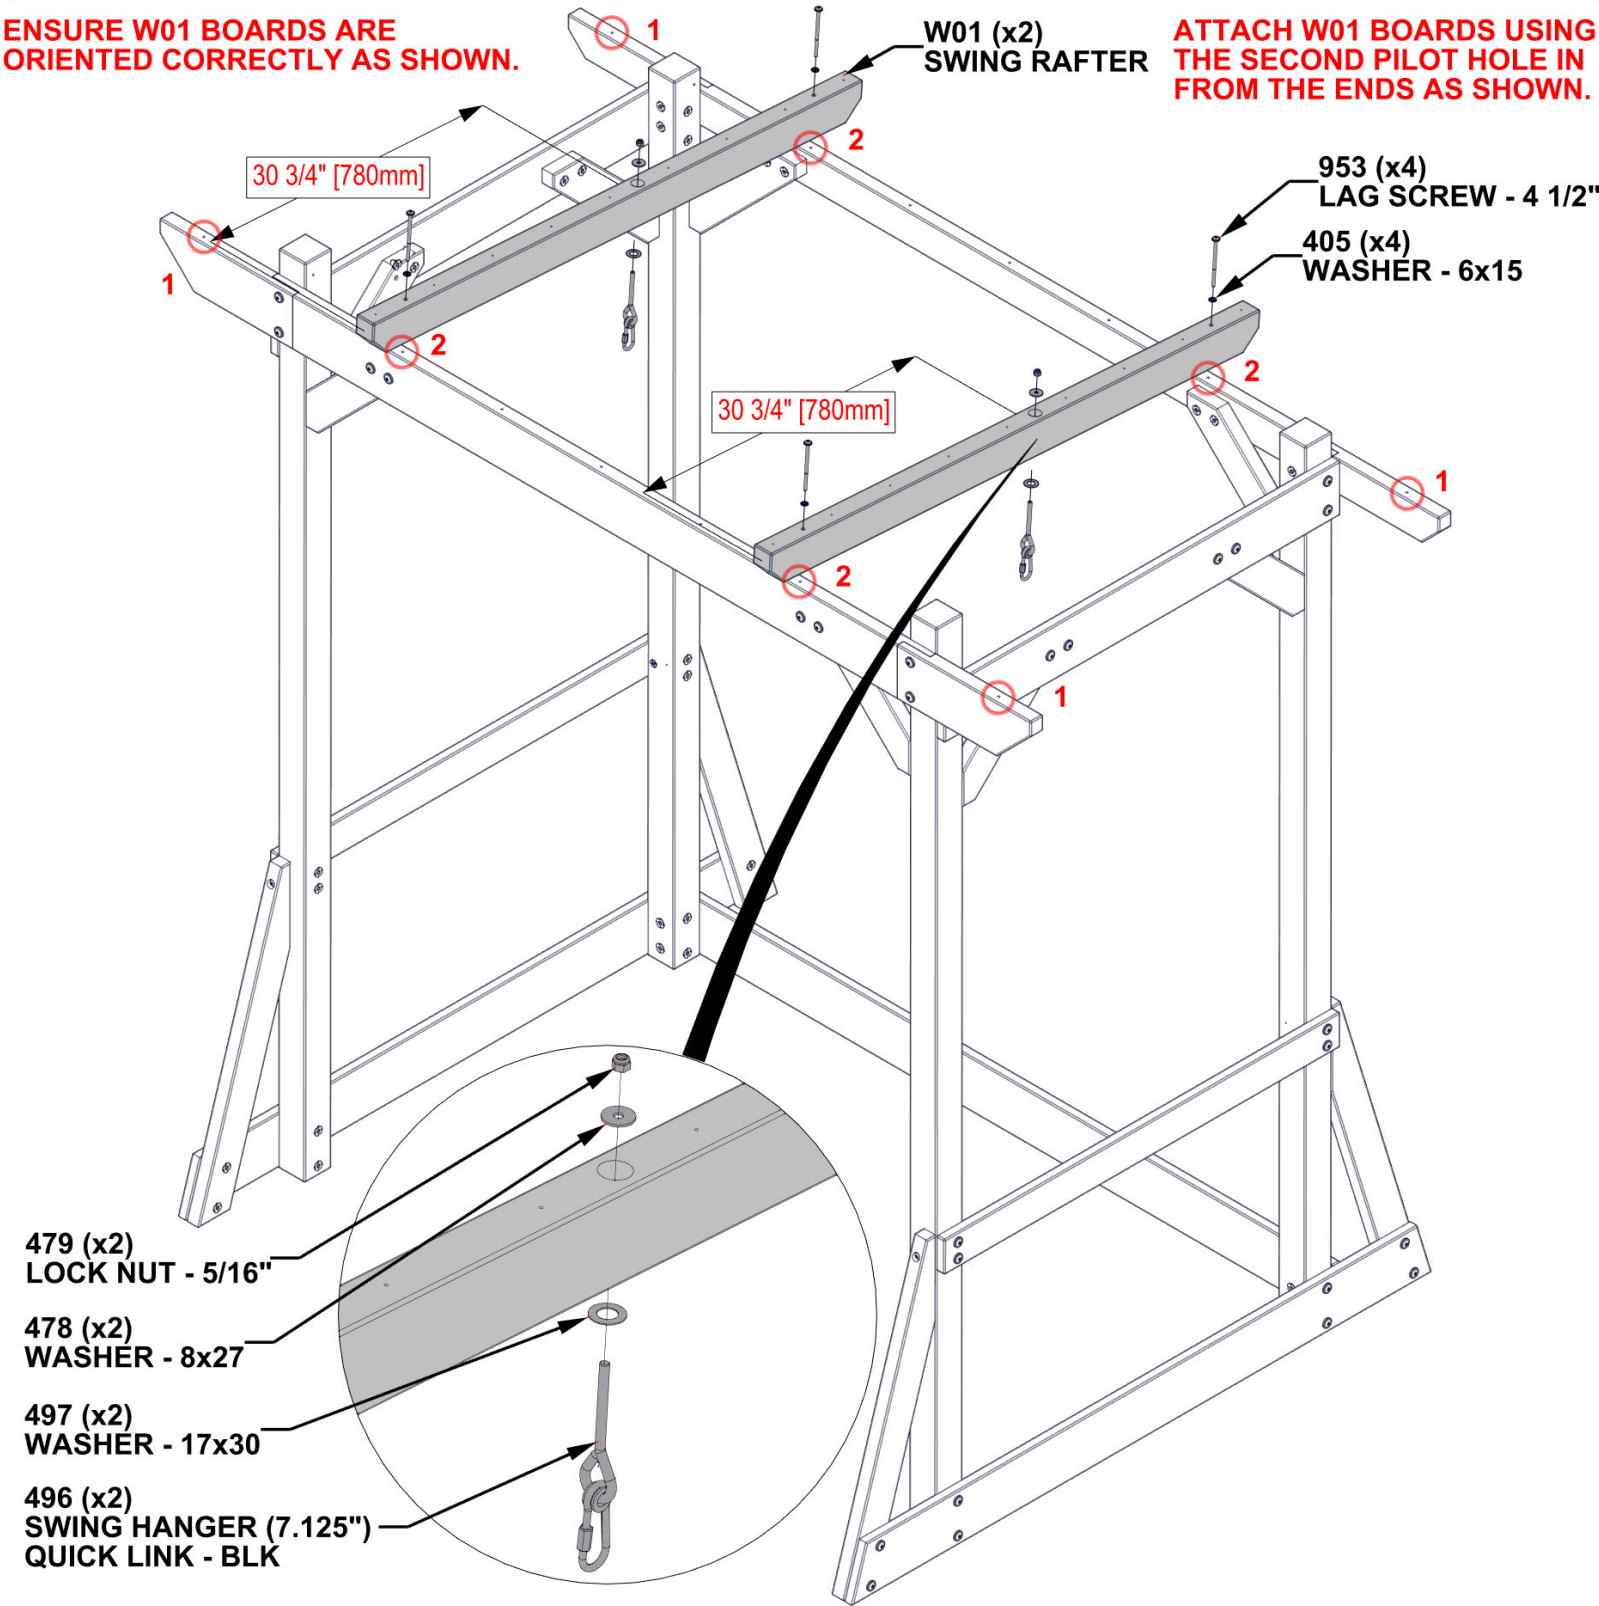 ENSURE W01 BOARDS ARE
ORIENTED CORRECTLY AS SHOWN.
1
W01 (x2)
SWING RAFTER
ATTACH W01 BOARDS USING
THE SECOND PILOT HOLE IN
FROM THE ENDS AS SHOWN.
2
30 3/4" [780mm]
953 (x4)
LAG SCREW - 4 1/2"
405 (x4)
WASHER - 6x15
1
2
2
30 3/4" [780mm]
1
2
1
479 (x2)
LOCK NUT - 5/16"
478 (x2)
WASHER - 8x27
497 (x2)
WASHER - 17x30
496 (x2)
SWING HANGER (7.125")
QUICK LINK - BLK